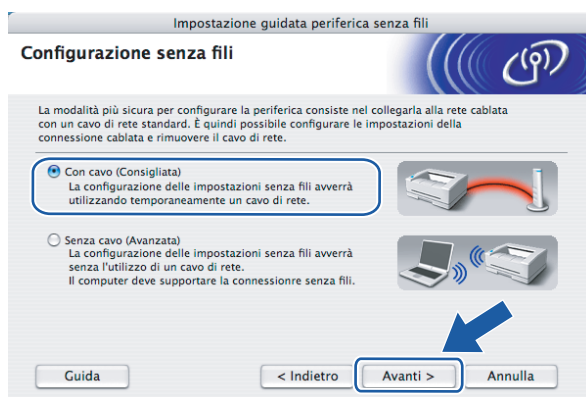 Impostazione guidata periferica senza fili
Configurazione senza fili
La modalità più sicura per configurare la periferica consiste nel collegarla alla rete cablata
con un cavo di rete standard. È quindi possibile configurare le impostazioni della
connessione cablata e rimuovere il cavo di rete.
Con cavo (Consigliata)
La configurazione delle impostazioni senza fili avverrà
utilizzando temporaneamente un cavo di rete.
Senza cavo (Avanzata)
La configurazione delle impostazioni senza fili avverrà
senza l'utilizzo di un cavo di rete.
Il computer deve supportare la connessionre senza fili.
Guida
< Indietro
Avanti >
Annulla